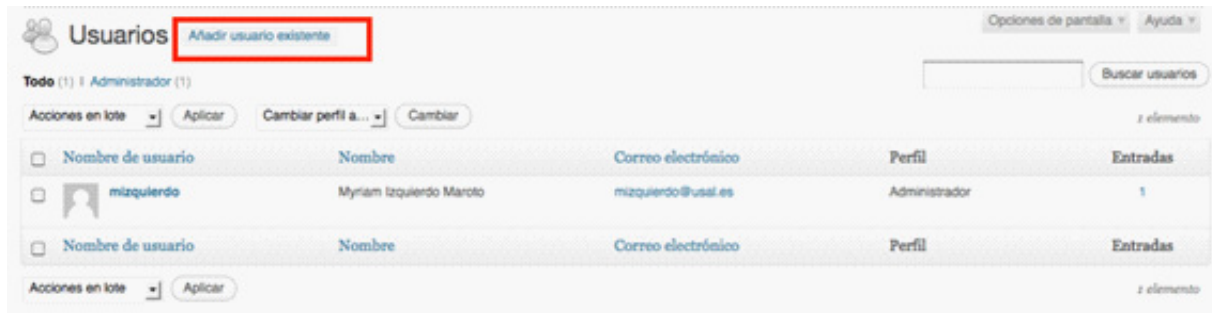 Usuarios Añadir usuario existente Opciones de pantalla Ayuda
Todo (1) | Administrador (1) Buscar usuarios
Acciones en lote Aplicar Cambiar perfil a... Cambiar 1 elemento
Nombre de usuario Nombre Correo electrónico Perfil Entradas
mizquierdo Myriam Izquierdo Maroto mizquierdo@usal.es Administrador 1
Nombre de usuario Nombre Correo electrónico Perfil Entradas
Acciones en lote Aplicar 1 elemento